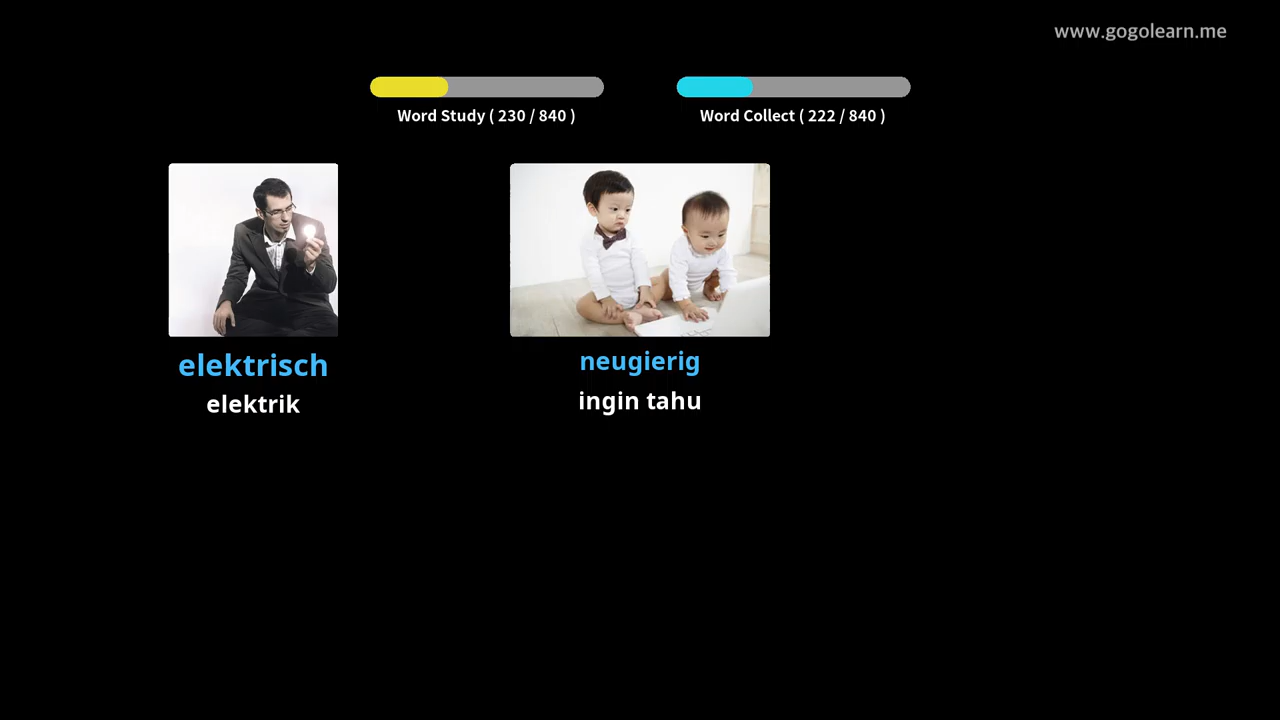 www.gogolearn.me
Word Study ( 230 / 840 )
Word Collect ( 222 / 840 )
elektrisch
elektrik
neugierig
ingin tahu